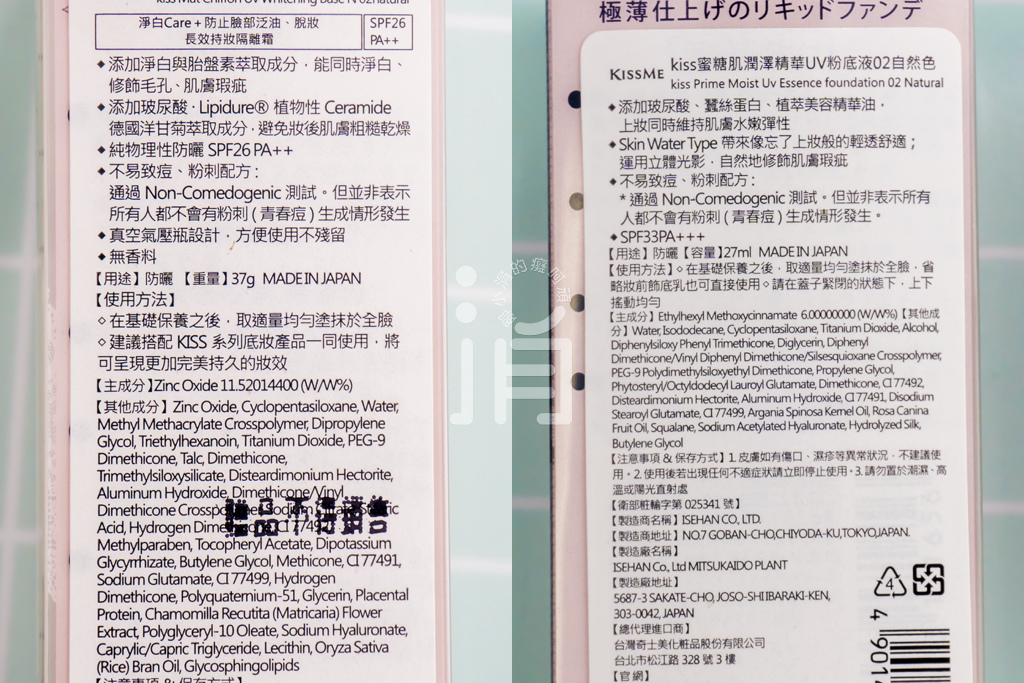 kiss Mat Chiffon UV Whitening Base N 02natural
淨白Care + 防止臉部泛油、脫妝
長效持妝隔離霜
SPF26
PA++
◆ 添加淨白與胎盤素萃取成分，能同時淨白、
修飾毛孔、肌膚瑕疵
◆ 添加玻尿酸 · Lipidure® 植物性 Ceramide
德國洋甘菊萃取成分，避免妝後肌膚粗糙乾燥
◆ 純物理性防曬 SPF26 PA++
◆ 不易致痘、粉刺配方：
通過 Non-Comedogenic 測試。但並非表示
所有人都不會有粉刺 ( 青春痘 ) 生成情形發生
◆ 真空氣壓瓶設計，方便使用不殘留
◆ 無香料
【用途】防曬 【重量】37g MADE IN JAPAN
【使用方法】
◇ 在基礎保養之後，取適量均勻塗抹於全臉
◇ 建議搭配 KISS 系列底妝產品一同使用，將
可呈現更加完美持久的妝效
【主成分】Zinc Oxide 11.52014400 (W/W%)
【其他成分】Zinc Oxide, Cyclopentasiloxane, Water,
Methyl Methacrylate Crosspolymer, Dipropylene
Glycol, Triethylhexanoin, Titanium Dioxide, PEG-9
Dimethicone, Talc, Dimethicone,
Trimethylsiloxysilicate, Disteardimonium Hectorite,
Aluminum Hydroxide, Dimethicone/Vinyl
Dimethicone Crosspolymer, Sodium Citrate, Stearic
Acid, Hydrogen Dimethicone, CI 77492,
贈品不得銷售
Methylparaben, Tocopheryl Acetate, Dipotassium
Glycyrrhizate, Butylene Glycol, Methicone, CI 77491,
Sodium Glutamate, CI 77499, Hydrogen
Dimethicone, Polyquaternium-51, Glycerin, Placental
Protein, Chamomilla Recutita (Matricaria) Flower
Extract, Polyglyceryl-10 Oleate, Sodium Hyaluronate,
Caprylic/Capric Triglyceride, Lecithin, Oryza Sativa
(Rice) Bran Oil, Glycosphingolipids
【注意事項 & 保存方式】
極薄仕上げのリキッドファンデ
KISSME
kiss蜜糖肌潤澤精華UV粉底液02自然色
kiss Prime Moist Uv Essence foundation 02 Natural
◆ 添加玻尿酸、蠶絲蛋白、植萃美容精華油，
上妝同時維持肌膚水嫩彈性
◆ Skin Water Type 帶來像忘了上妝般的輕透舒適；
運用立體光影，自然地修飾肌膚瑕疵
◆ 不易致痘、粉刺配方：
* 通過 Non-Comedogenic 測試。但並非表示所有
人都不會有粉刺 ( 青春痘 ) 生成情形發生。
◆ SPF33PA+++
【用途】防曬【容量】27ml MADE IN JAPAN
【使用方法】◇在基礎保養之後，取適量均勻塗抹於全臉，省
略妝前飾底乳也可直接使用◇請在蓋子緊閉的狀態下，上下
搖動均勻
【主成分】Ethylhexyl Methoxycinnamate 6.00000000 (W/W%)【其他成
分】Water, Isododecane, Cyclopentasiloxane, Titanium Dioxide, Alcohol,
Diphenylsiloxy Phenyl Trimethicone, Diglycerin, Diphenyl
Dimethicone/Vinyl Diphenyl Dimethicone/Silsesquioxane Crosspolymer,
PEG-9 Polydimethylsiloxyethyl Dimethicone, Propylene Glycol,
Phytosteryl/Octyldodecyl Lauroyl Glutamate, Dimethicone, CI 77492,
Disteardimonium Hectorite, Aluminum Hydroxide, CI 77491, Disodium
Stearoyl Glutamate, CI 77499, Argania Spinosa Kernel Oil, Rosa Canina
Fruit Oil, Squalane, Sodium Acetylated Hyaluronate, Hydrolyzed Silk,
Butylene Glycol
【注意事項 & 保存方式】1. 皮膚如有傷口、濕疹等異常狀況，不建議使
用。2. 使用後若出現任何不適症狀請立即停止使用。3. 請勿置於潮濕、高
溫或陽光直射處
【衛部粧輸字第 025341 號】
【製造商名稱】ISEHAN CO., LTD.
【製造商地址】NO.7 GOBAN-CHO,CHIYODA-KU,TOKYO,JAPAN.
【製造廠名稱】
ISEHAN Co., Ltd MITSUKAIDO PLANT
【製造廠地址】
5687-3 SAKATE-CHO, JOSO-SHI IBARAKI-KEN,
303-0042, JAPAN
【總代理進口商】
台灣奇士美化粧品股份有限公司
台北市松江路 328 號 3 樓
【官網】
4
4 9014